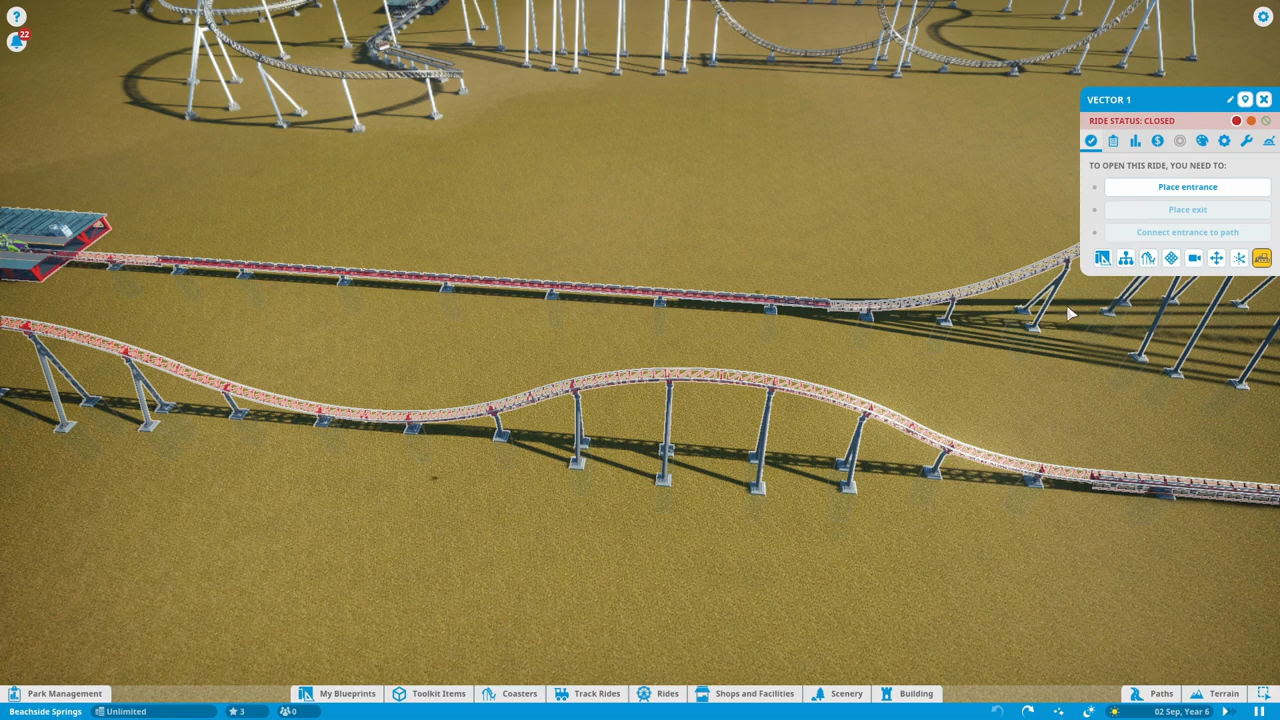 ?
22
VECTOR 1
RIDE STATUS: CLOSED
TO OPEN THIS RIDE, YOU NEED TO:
Place entrance
Place exit
Connect entrance to path
Park Management
My Blueprints
Toolkit Items
Coasters
Track Rides
Rides
Shops and Facilities
Scenery
Building
Paths
Terrain
Beachside Springs
Unlimited
3
0
02 Sep, Year 6